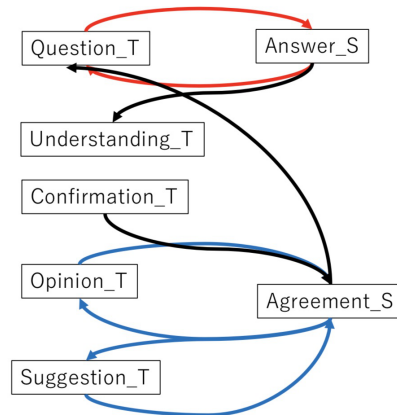 Question_T
Answer_S
Understanding_T
Confirmation_T
Opinion_T
Agreement_S
Suggestion_T